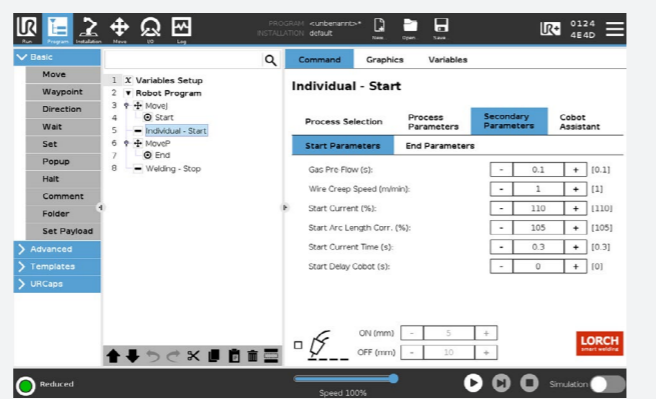 PROGRAM <unbenannt>*
INSTALLATION default
New... Open... Save...
0124
4E4D
Run Program Installation Move I/O Log
Basic
Move
Waypoint
Direction
Wait
Set
Popup
Halt
Comment
Folder
Set Payload
Advanced
Templates
URCaps
1 X Variables Setup
2 ▼ Robot Program
3 MoveJ
4 Start
5 Individual - Start
6 MoveP
7 End
8 Welding - Stop
Command Graphics Variables
Individual - Start
Process Selection Process Parameters Secondary Parameters Cobot Assistant
Start Parameters End Parameters
Gas Pre Flow (s): - 0.1 + [0.1]
Wire Creep Speed (m/min): - 1 + [1]
Start Current (%): - 110 + [110]
Start Arc Length Corr. (%): - 105 + [105]
Start Current Time (s): - 0.3 + [0.3]
Start Delay Cobot (s): - 0 + [0]
ON (mm) - 5 +
OFF (mm) - 10 +
LORCH
smart welding
Reduced
Speed 100%
Simulation